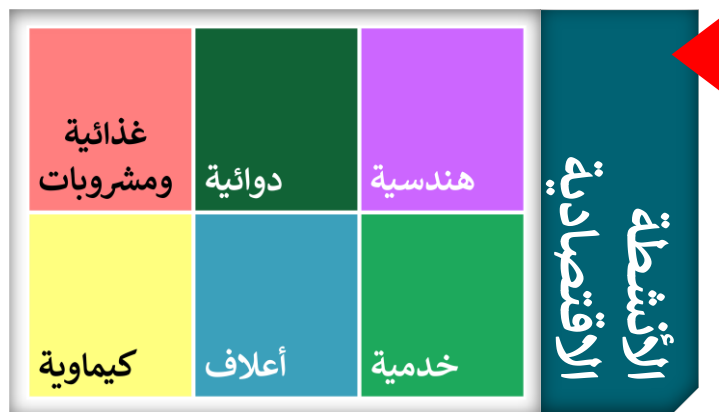 الأنشطة
الاقتصادية
هندسية
دوائية
غذائية
ومشروبات
خدمية
أعلاف
كيماوية